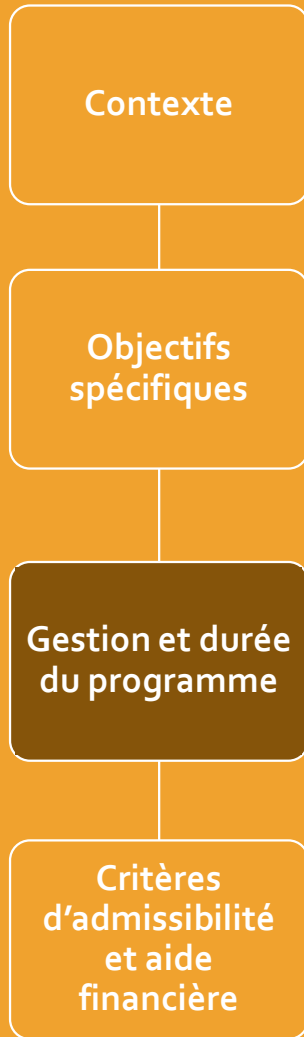 Contexte
Objectifs
spécifiques
Gestion et durée
du programme
Critères
d'admissibilité
et aide
financière